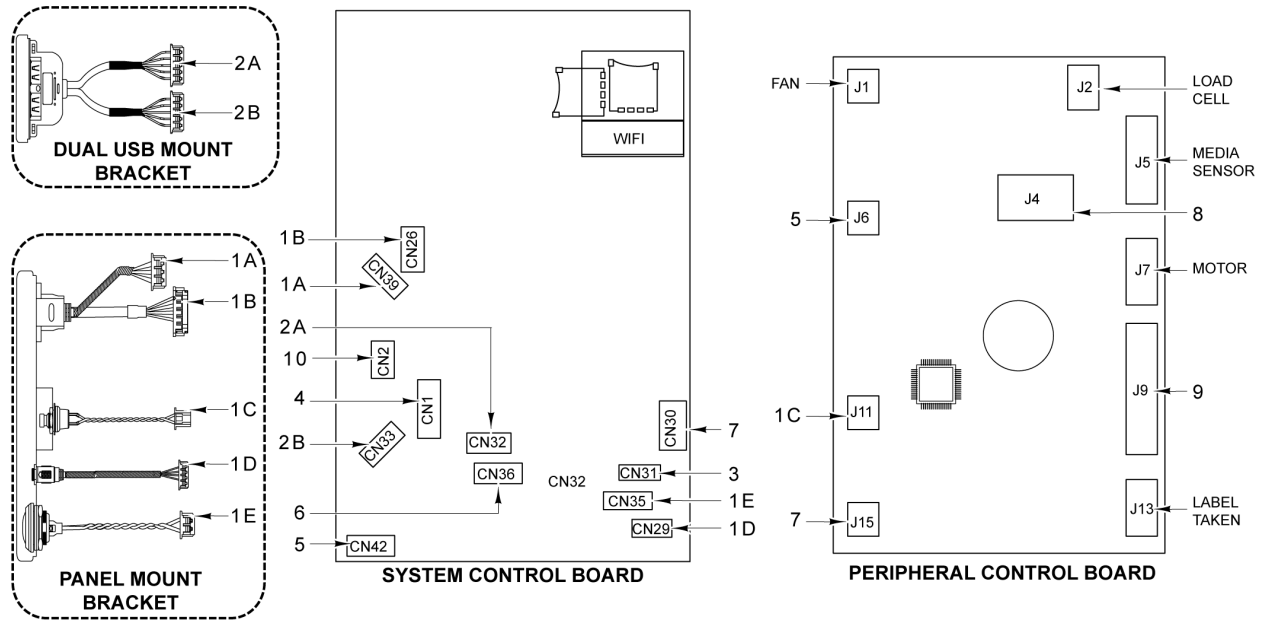 2A
2B
DUAL USB MOUNT
BRACKET
1A
1B
1C
1D
1E
PANEL MOUNT
BRACKET
WIFI
1B
CN26
1A
CN39
2A
10
CN2
4
CN1
2B
CN33
CN32
CN36
CN32
6
5
CN42
CN30
7
CN31
3
CN35
1E
CN29
1D
SYSTEM CONTROL BOARD
FAN
J1
J2
LOAD
CELL
J5
MEDIA
SENSOR
J4
8
5
J6
J7
MOTOR
J9
9
1C
J11
7
J15
J13
LABEL
TAKEN
PERIPHERAL CONTROL BOARD